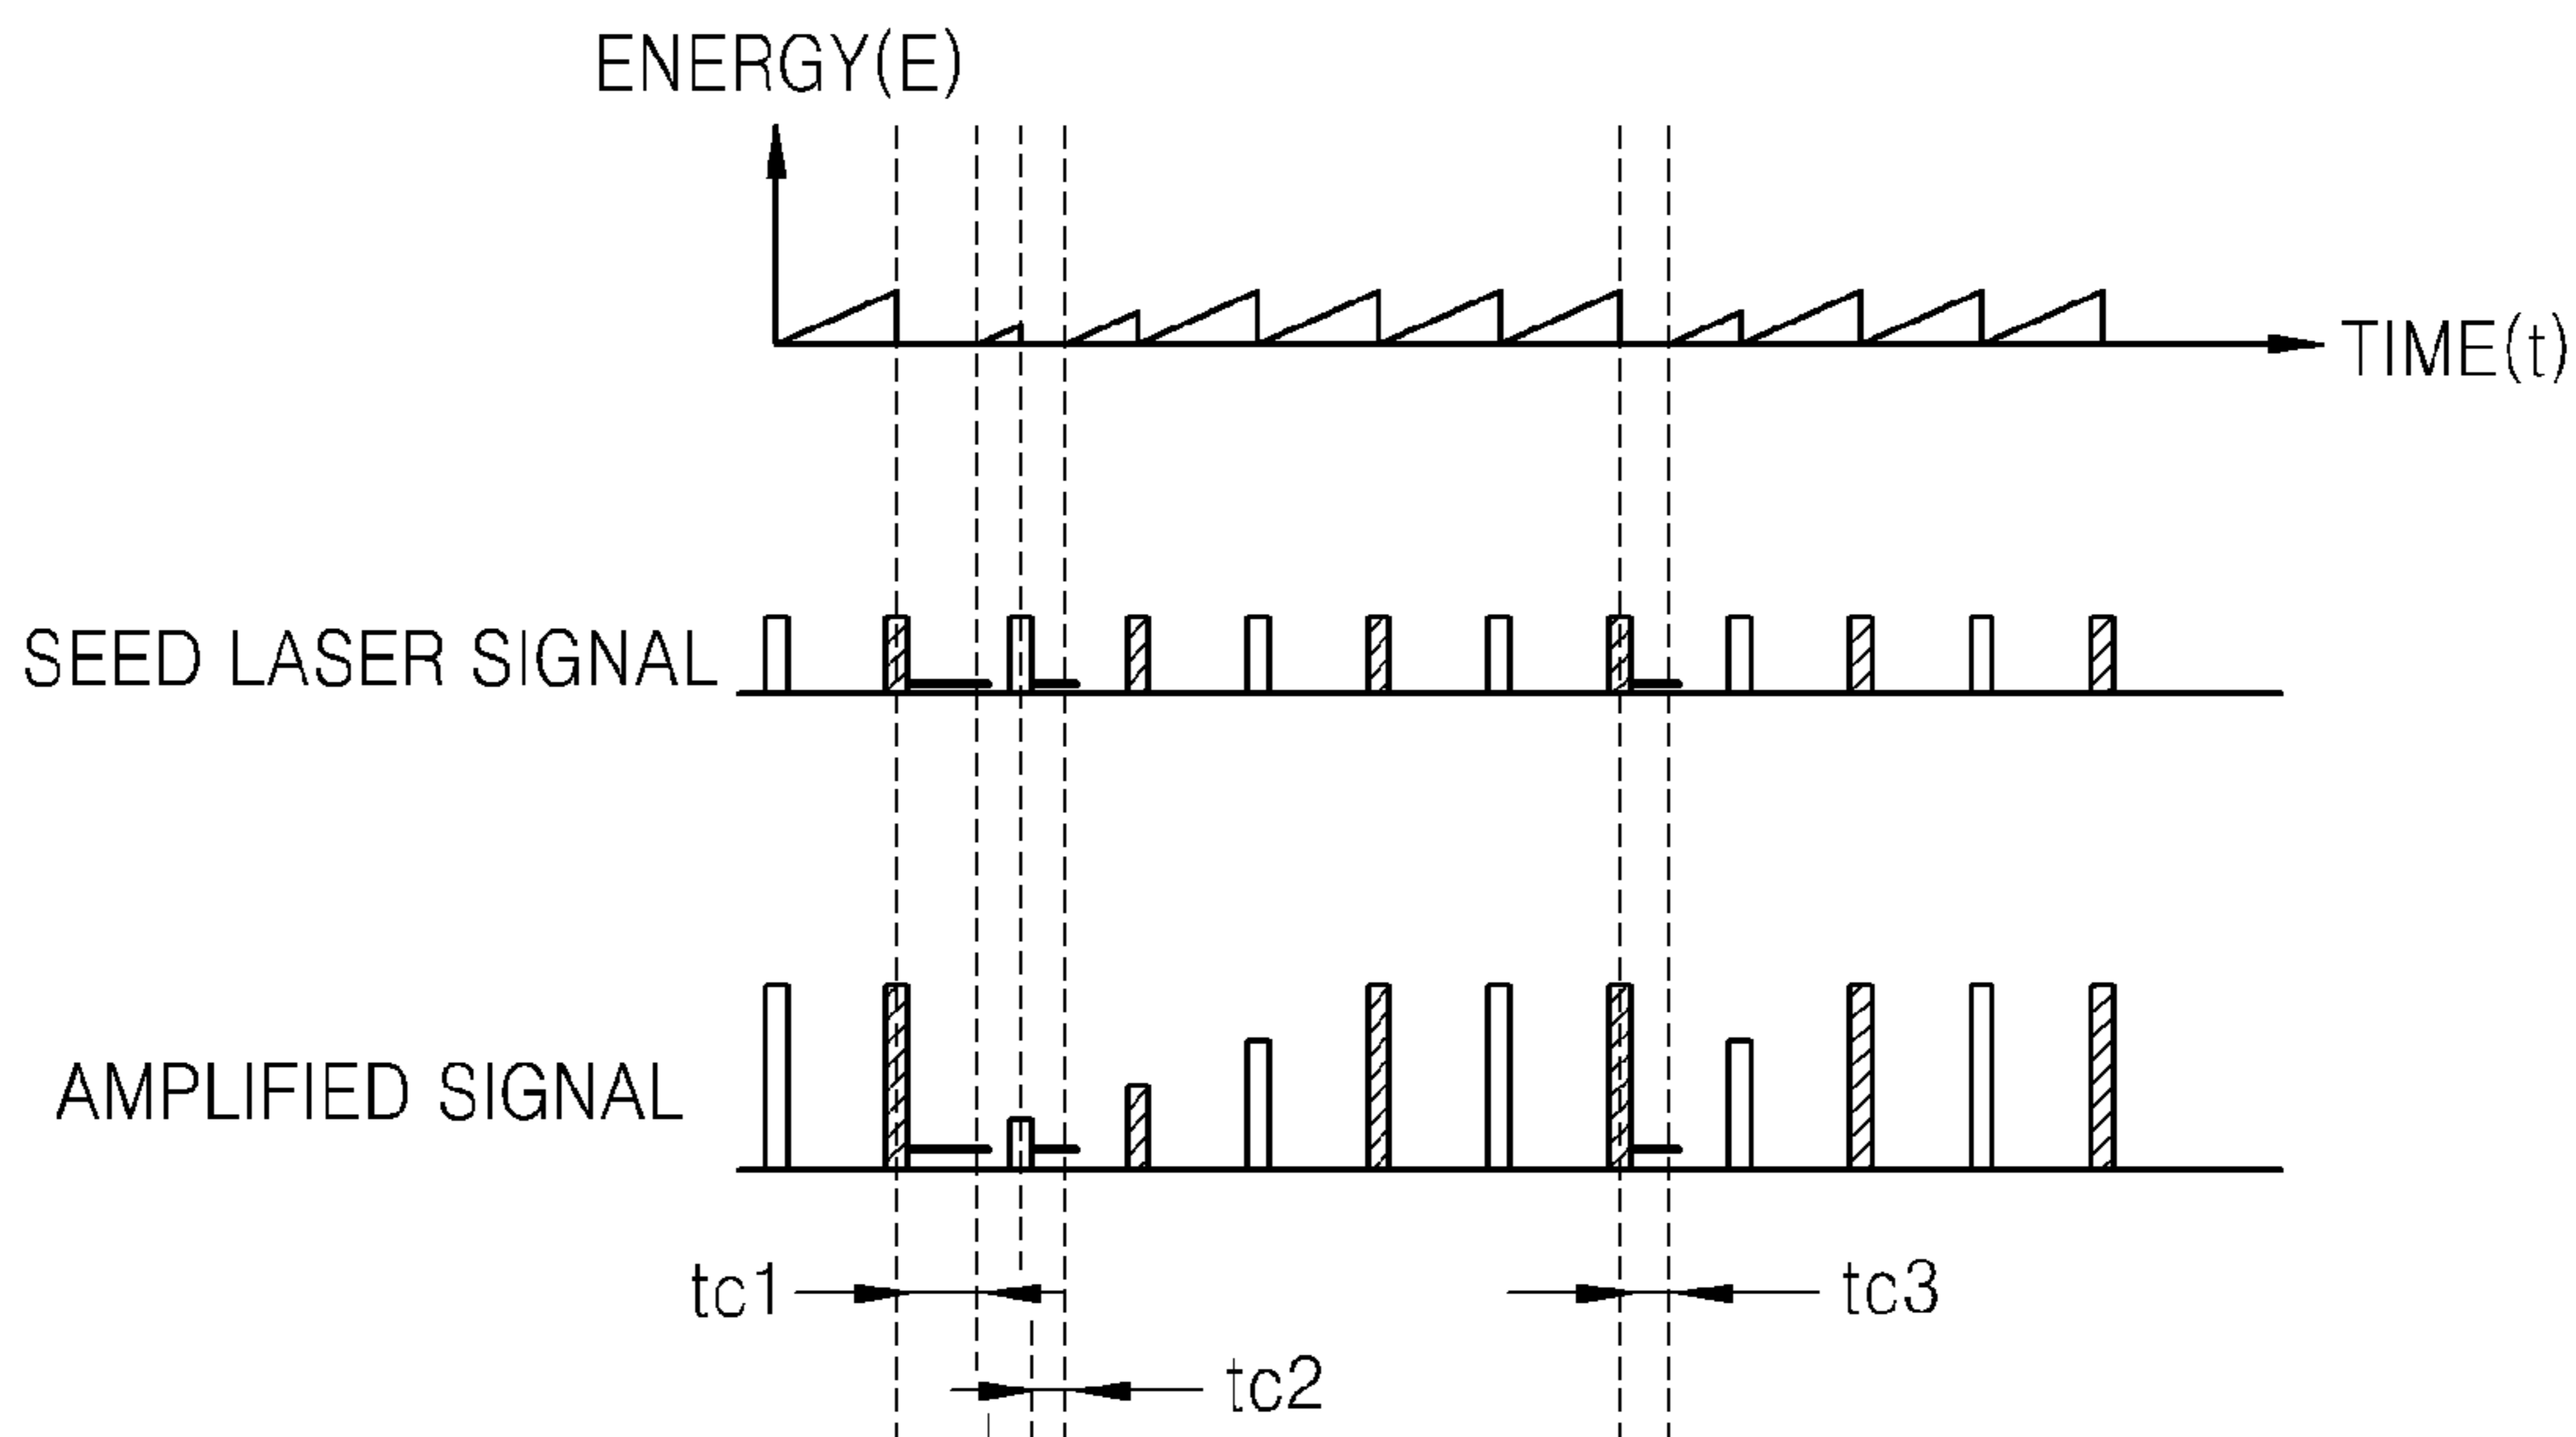 ENERGY(E)
TIME(t)
SEED LASER SIGNAL
AMPLIFIED SIGNAL
tc1
tc3
tc2